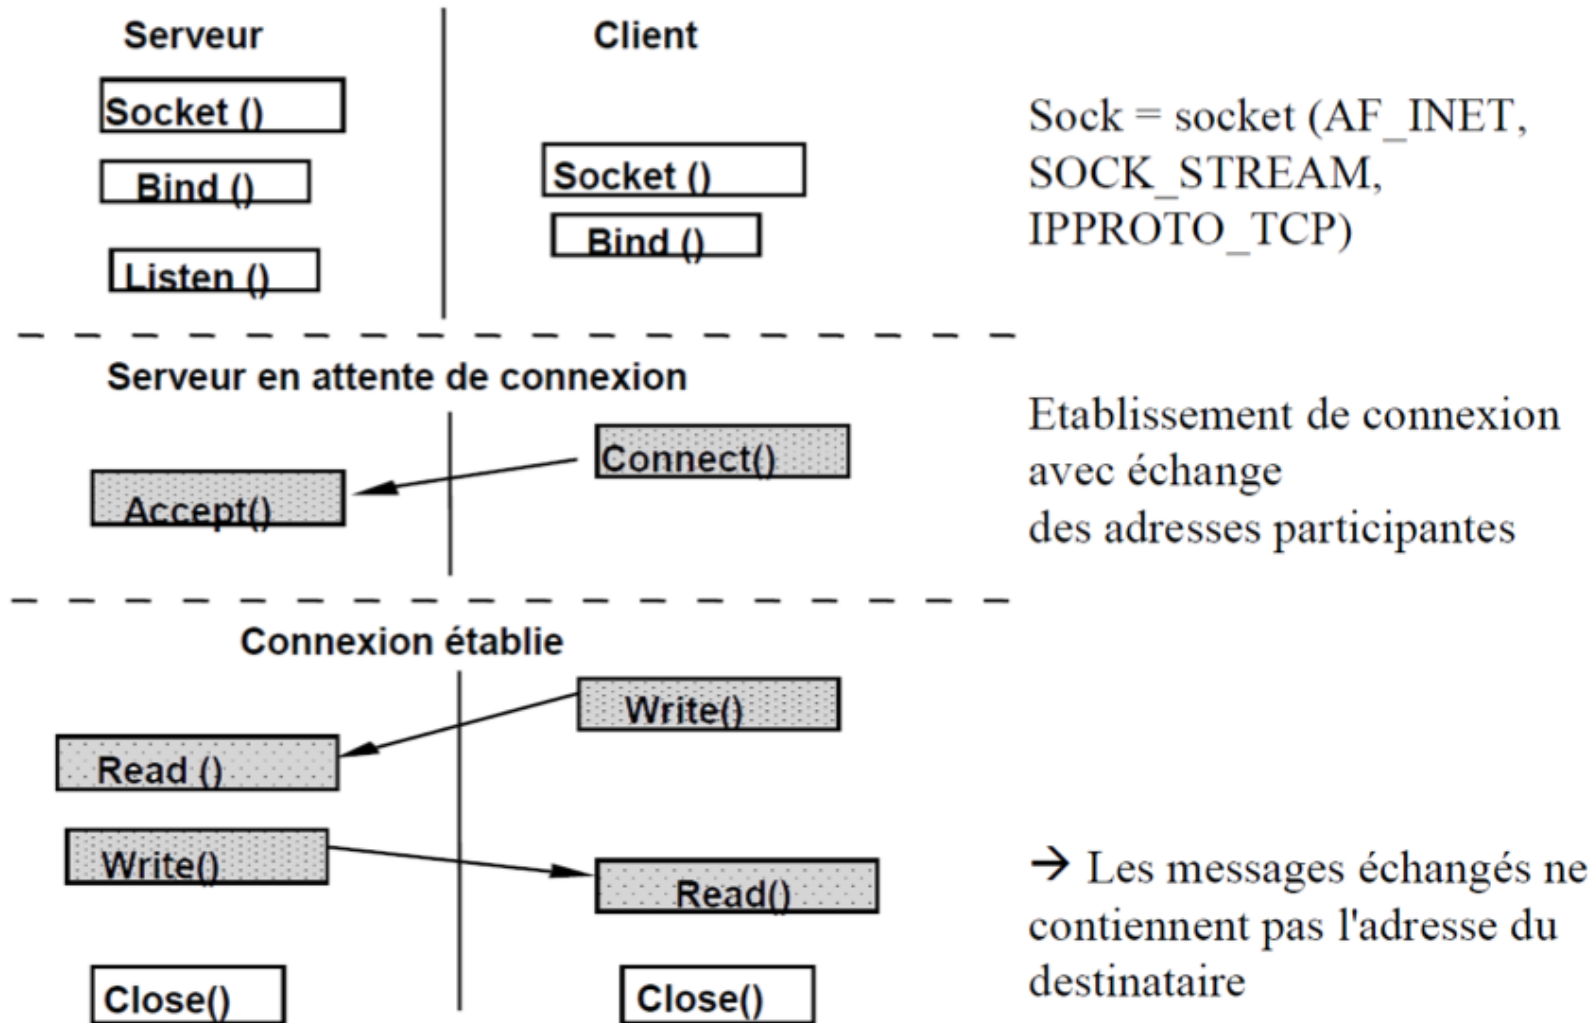 Serveur
Client
Socket ()
Bind ()
Listen ()
Socket ()
Bind ()
Sock = socket (AF_INET,
SOCK_STREAM,
IPPROTO_TCP)
Serveur en attente de connexion
Connect()
Accept()
Etablissement de connexion
avec échange
des adresses participantes
Connexion établie
Write()
Read ()
Write()
Read()
Close()
Close()
→ Les messages échangés ne
contiennent pas l'adresse du
destinataire